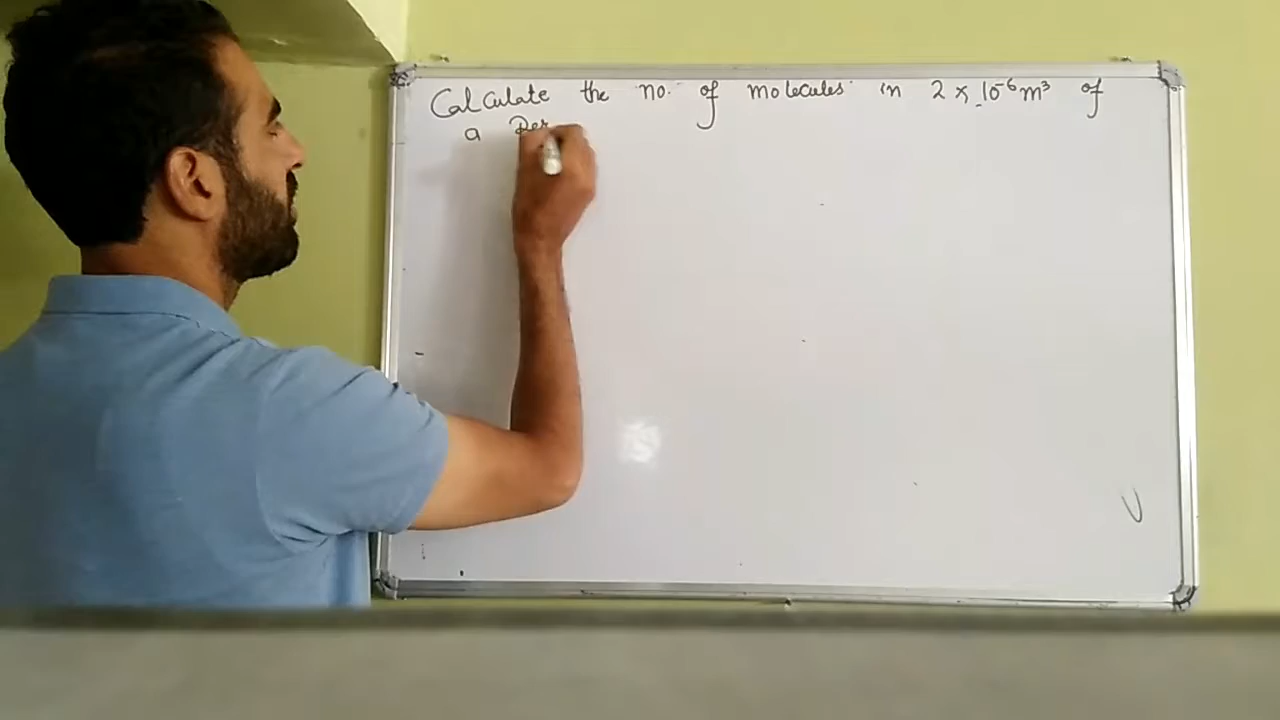 Calculate the no. of molecules in 2 × 10⁻⁶ m³ of
a Per